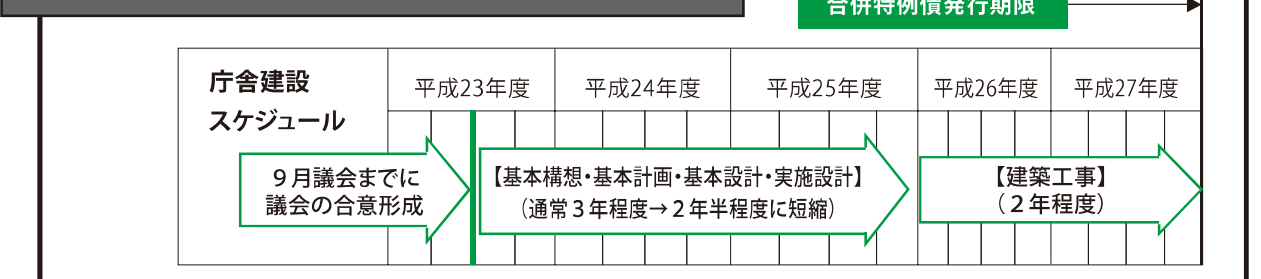 合併特例債発行期限
庁舎建設
スケジュール
平成23年度
平成24年度
平成25年度
平成26年度
平成27年度
９月議会までに
議会の合意形成
【基本構想・基本計画・基本設計・実施設計】
（通常３年程度→２年半程度に短縮）
【建築工事】
（２年程度）